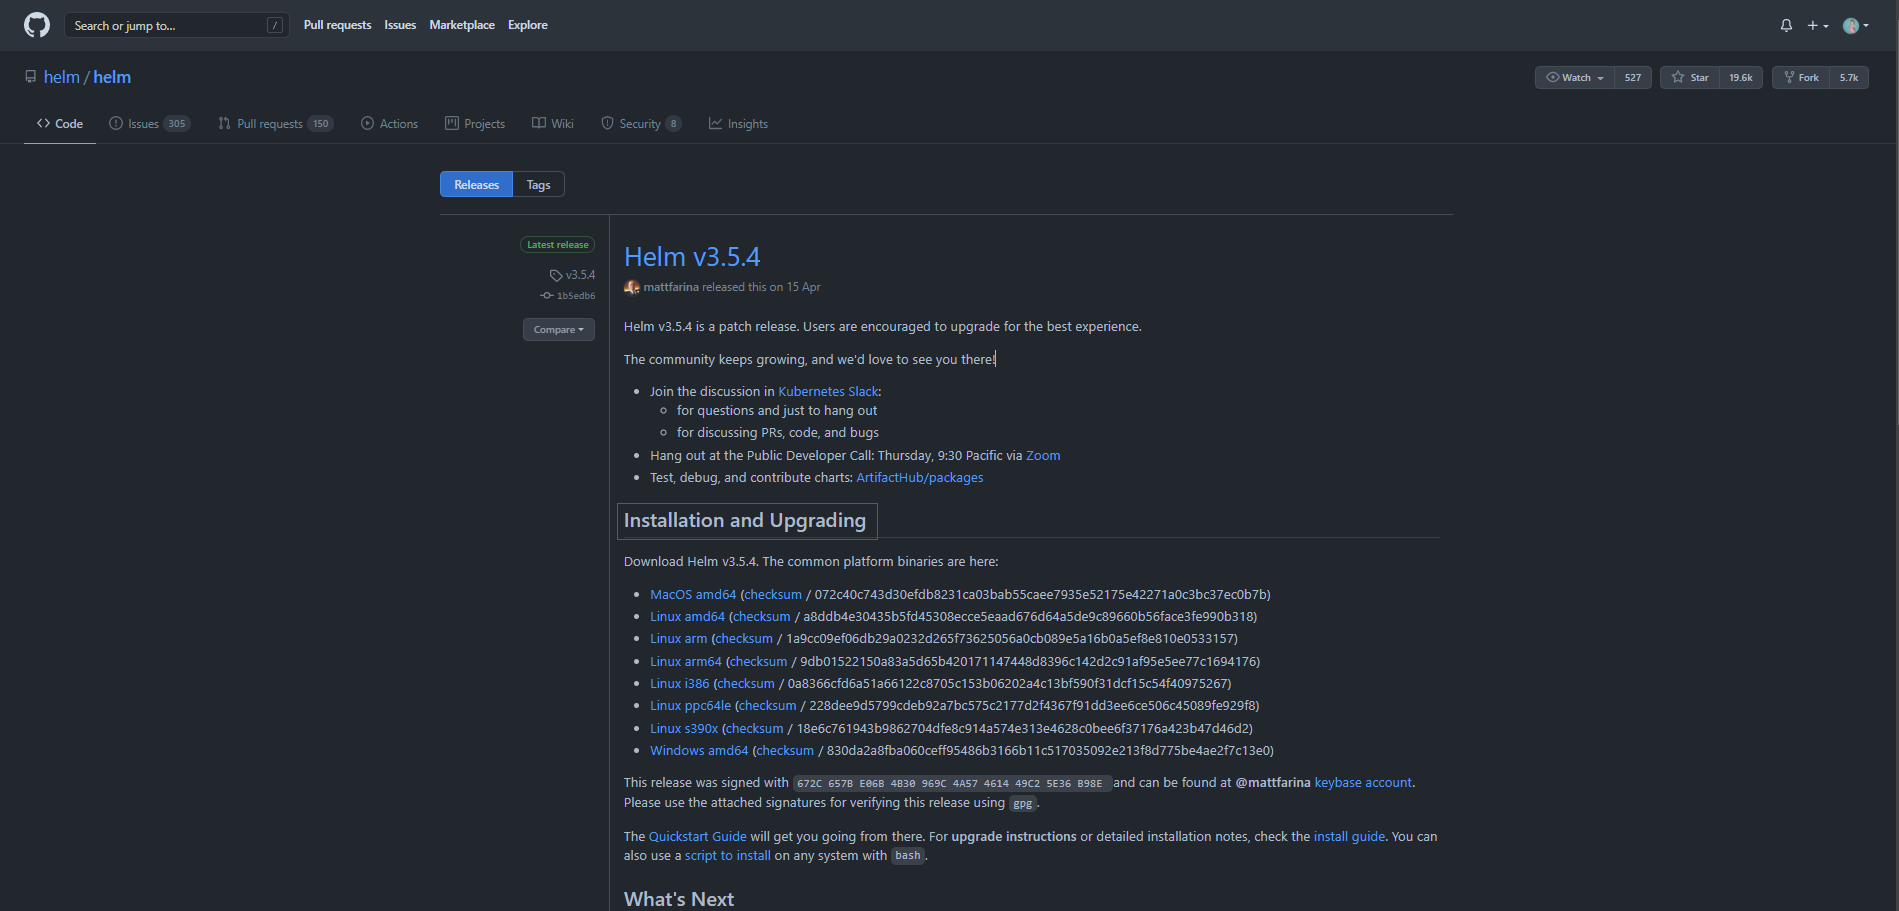 Search or jump to... /
Pull requests Issues Marketplace Explore
helm / helm
Watch 527 Star 19.6k Fork 5.7k
Code Issues 305 Pull requests 150 Actions Projects Wiki Security 8 Insights
Releases Tags
Latest release
v3.5.4
1b5edb6
Compare
Helm v3.5.4
mattfarina released this on 15 Apr
Helm v3.5.4 is a patch release. Users are encouraged to upgrade for the best experience.
The community keeps growing, and we'd love to see you there!
• Join the discussion in Kubernetes Slack:
◦ for questions and just to hang out
◦ for discussing PRs, code, and bugs
• Hang out at the Public Developer Call: Thursday, 9:30 Pacific via Zoom
• Test, debug, and contribute charts: ArtifactHub/packages
Installation and Upgrading
Download Helm v3.5.4. The common platform binaries are here:
• MacOS amd64 (checksum / 072c40c743d30efdb8231ca03bab55caee7935e52175e42271a0c3bc37ec0b7b)
• Linux amd64 (checksum / a8ddb4e30435b5fd45308ecce5eaad676d64a5de9c89660b56face3fe990b318)
• Linux arm (checksum / 1a9cc09ef06db29a0232d265f73625056a0cb089e5a16b0a5ef8e810e0533157)
• Linux arm64 (checksum / 9db01522150a83a5d65b420171147448d8396c142d2c91af95e5ee77c1694176)
• Linux i386 (checksum / 0a8366cfd6a51a66122c8705c153b06202a4c13bf590f31dcf15c54f40975267)
• Linux ppc64le (checksum / 228dee9d5799cdeb92a7bc575c2177d2f4367f91dd3ee6ce506c45089fe929f8)
• Linux s390x (checksum / 18e6c761943b9862704dfe8c914a574e313e4628c0bee6f37176a423b47d46d2)
• Windows amd64 (checksum / 830da2a8fba060ceff95486b3166b11c517035092e213f8d775be4ae2f7c13e0)
This release was signed with 672C 657B E06B 4B30 969C 4A57 4614 49C2 5E36 B98E and can be found at @mattfarina keybase account.
Please use the attached signatures for verifying this release using gpg.
The Quickstart Guide will get you going from there. For upgrade instructions or detailed installation notes, check the install guide. You can
also use a script to install on any system with bash.
What's Next